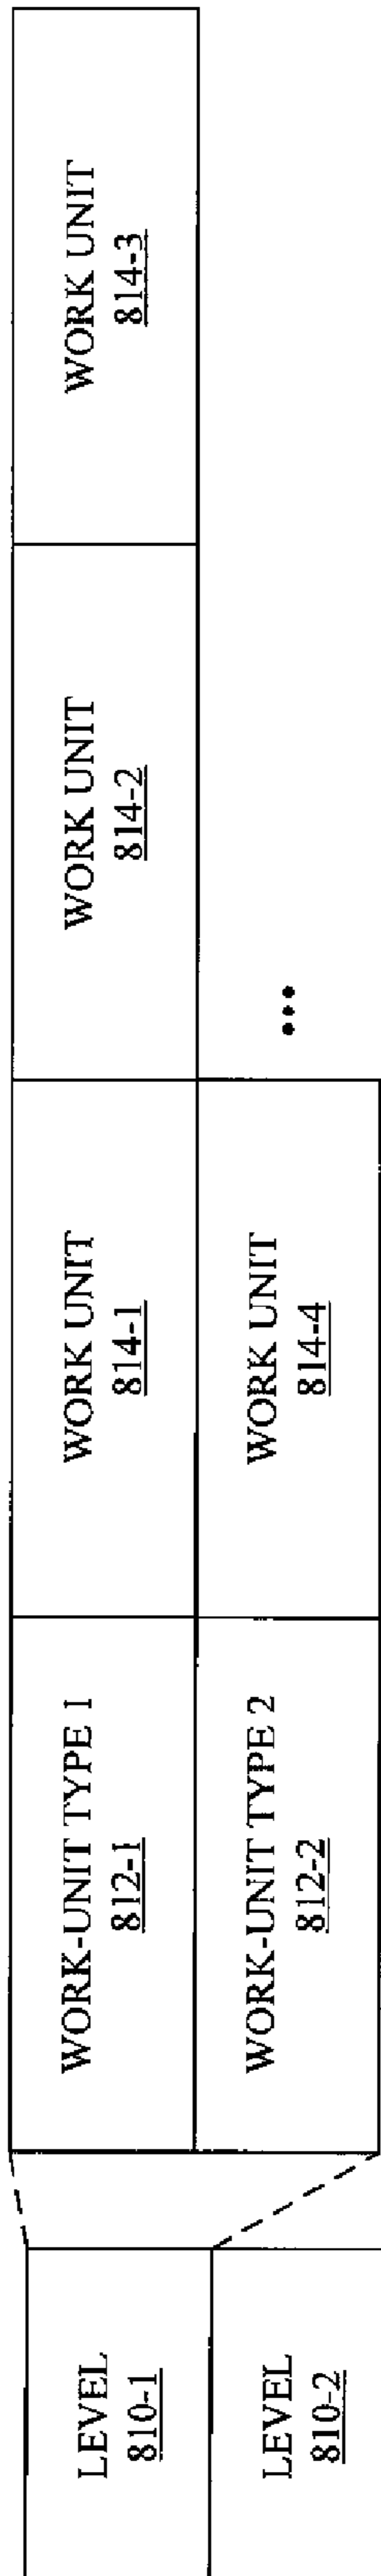 LEVEL
810-1
LEVEL
810-2
WORK-UNIT TYPE 1
812-1
WORK UNIT
814-1
WORK UNIT
814-2
WORK UNIT
814-3
WORK-UNIT TYPE 2
812-2
WORK UNIT
814-4
...